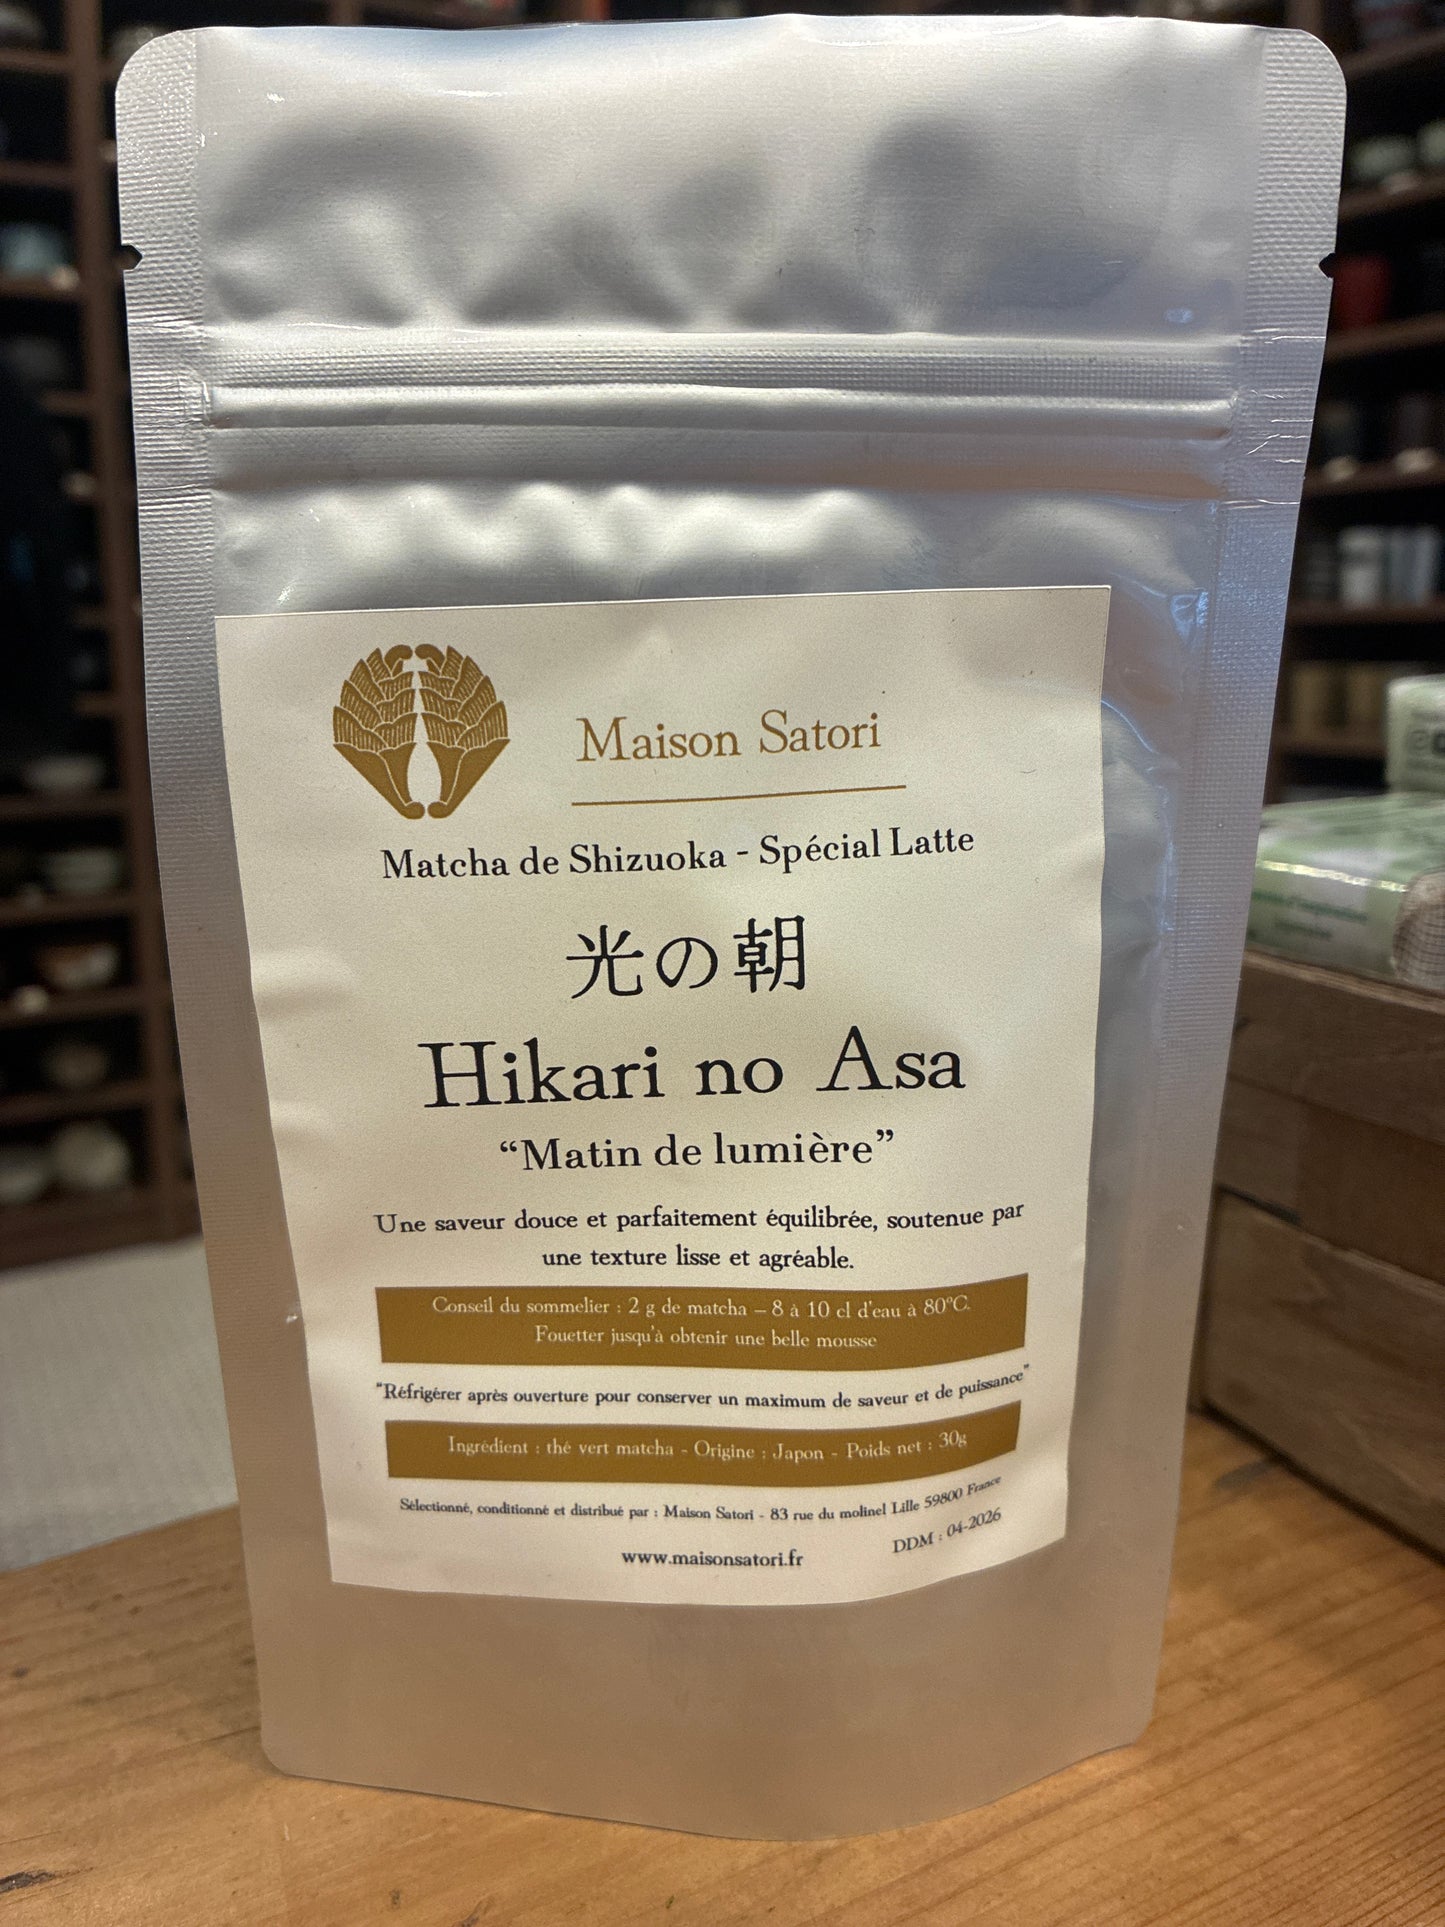 Maison Satori
Matcha de Shizuoka - Spécial Latte
光の朝
Hikari no Asa
“Matin de lumière”
Une saveur douce et parfaitement équilibrée, soutenue par
une texture lisse et agréable.
Conseil du sommelier : 2 g de matcha – 8 à 10 cl d'eau à 80°C.
Fouetter jusqu'à obtenir une belle mousse
"Réfrigérer après ouverture pour conserver un maximum de saveur et de puissance"
Ingrédient : thé vert matcha - Origine : Japon - Poids net : 30g
Sélectionné, conditionné et distribué par : Maison Satori - 83 rue du molinel Lille 59800 France
DDM : 04-2026
www.maisonsatori.fr